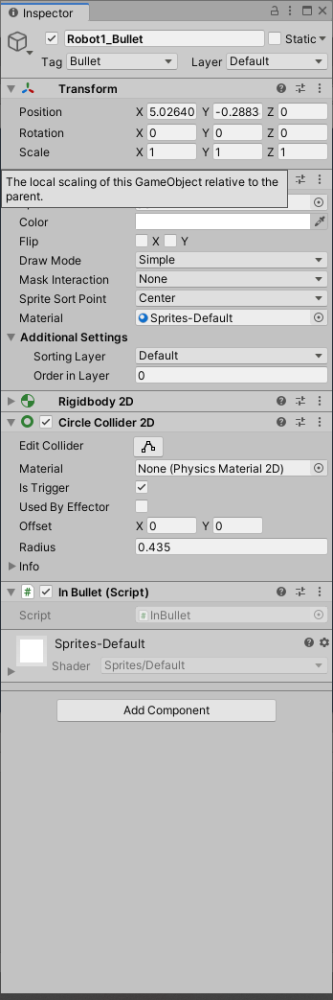 Inspector
Robot1_Bullet Static
Tag Bullet Layer Default
Transform
Position X 5.02640 Y -0.2883 Z 0
Rotation X 0 Y 0 Z 0
Scale X 1 Y 1 Z 1
The local scaling of this GameObject relative to the
parent.
Color
Flip X Y
Draw Mode Simple
Mask Interaction None
Sprite Sort Point Center
Material Sprites-Default
Additional Settings
Sorting Layer Default
Order in Layer 0
Rigidbody 2D
Circle Collider 2D
Edit Collider
Material None (Physics Material 2D)
Is Trigger
Used By Effector
Offset X 0 Y 0
Radius 0.435
Info
# In Bullet (Script)
Script # InBullet
Sprites-Default
Shader Sprites/Default
Add Component